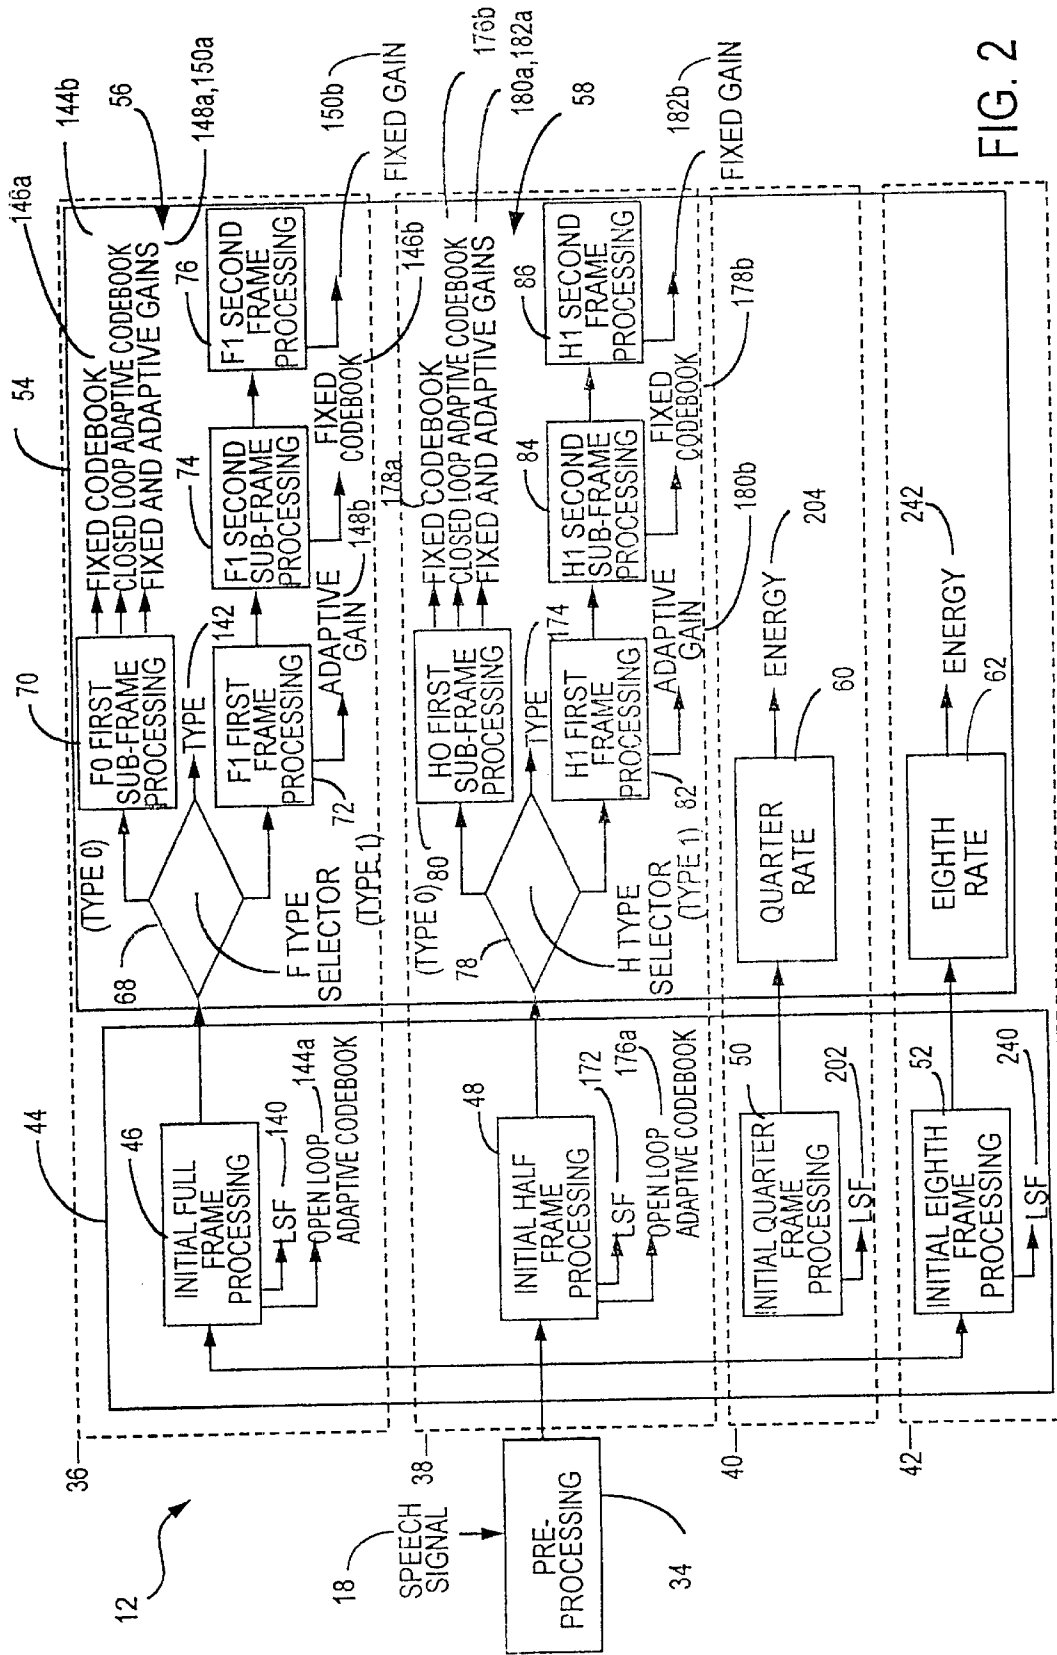 12
18
SPEECH
SIGNAL
PRE-
PROCESSING
34
36
38
40
42
44
46
INITIAL FULL
FRAME
PROCESSING
LSF
140
OPEN LOOP
ADAPTIVE CODEBOOK
144a
48
INITIAL HALF
FRAME
PROCESSING
LSF
172
OPEN LOOP
ADAPTIVE CODEBOOK
176a
50
INITIAL QUARTER
FRAME
PROCESSING
LSF
202
52
INITIAL EIGHTH
FRAME
PROCESSING
LSF
240
54
68
F TYPE
SELECTOR
(TYPE 0)
(TYPE 1)
TYPE
142
70
F0 FIRST
SUB-FRAME
PROCESSING
FIXED CODEBOOK
146a
CLOSED LOOP ADAPTIVE CODEBOOK
144b
FIXED AND ADAPTIVE GAINS
148a,150a
56
72
F1 FIRST
FRAME
PROCESSING
ADAPTIVE
GAIN
148b
74
F1 SECOND
SUB-FRAME
PROCESSING
FIXED
CODEBOOK
146b
76
F1 SECOND
FRAME
PROCESSING
FIXED GAIN
150b
78
H TYPE
SELECTOR
(TYPE 0)
(TYPE 1)
TYPE
174
80
HO FIRST
SUB-FRAME
PROCESSING
FIXED CODEBOOK
178a
CLOSED LOOP ADAPTIVE CODEBOOK
176b
FIXED AND ADAPTIVE GAINS
180a,182a
58
82
H1 FIRST
FRAME
PROCESSING
ADAPTIVE
GAIN
180b
84
H1 SECOND
SUB-FRAME
PROCESSING
FIXED
CODEBOOK
178b
86
H1 SECOND
FRAME
PROCESSING
FIXED GAIN
182b
QUARTER
RATE
60
ENERGY
204
EIGHTH
RATE
62
ENERGY
242
FIG. 2